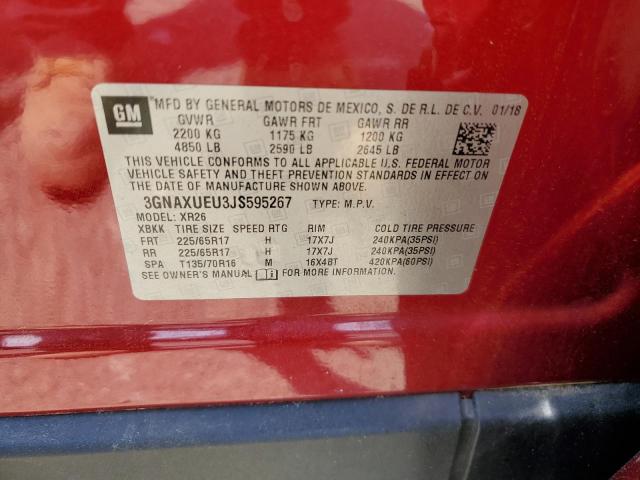 GM
MFD BY GENERAL MOTORS DE MEXICO, S. DE R.L. DE C.V. 01/18
GVWR GAWR FRT GAWR RR
2200 KG 1175 KG 1200 KG
4850 LB 2590 LB 2645 LB
THIS VEHICLE CONFORMS TO ALL APPLICABLE U.S. FEDERAL MOTOR
VEHICLE SAFETY AND THEFT PREVENTION STANDARDS IN EFFECT ON
THE DATE OF MANUFACTURE SHOWN ABOVE.
3GNAXUEU3JS595267 TYPE: M.P.V.
MODEL: XR26
XBKK TIRE SIZE SPEED RTG RIM COLD TIRE PRESSURE
FRT 225/65R17 H 17X7J 240KPA(35PSI)
RR 225/65R17 H 17X7J 240KPA(35PSI)
SPA T135/70R16 M 16X4BT 420KPA(60PSI)
SEE OWNER'S MANUAL FOR MORE INFORMATION